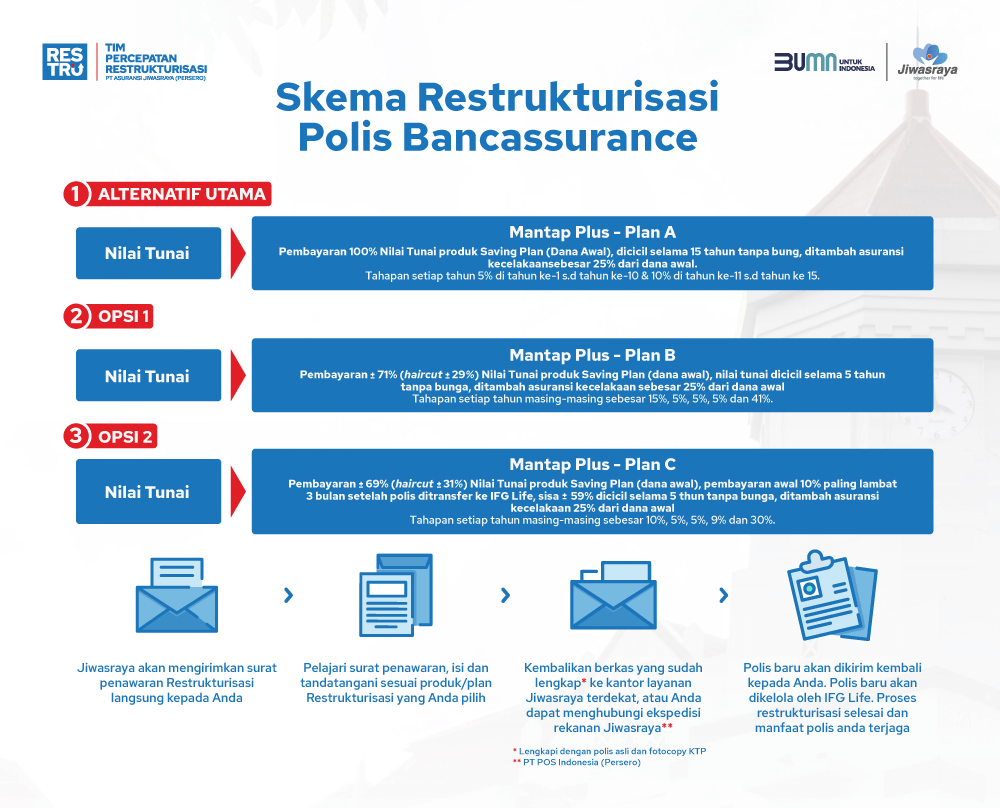 RES
TRU
TIM
PERCEPATAN
RESTRUKTURISASI
PT ASURANSI JIWASRAYA (PERSERO)
BUMN UNTUK
INDONESIA
Jiwasraya
together for life
Skema Restrukturisasi
Polis Bancassurance
1 ALTERNATIF UTAMA
Nilai Tunai
Mantap Plus - Plan A
Pembayaran 100% Nilai Tunai produk Saving Plan (Dana Awal), dicicil selama 15 tahun tanpa bung, ditambah asuransi
kecelakaansebesar 25% dari dana awal.
Tahapan setiap tahun 5% di tahun ke-1 s.d tahun ke-10 & 10% di tahun ke-11 s.d tahun ke 15.
2 OPSI 1
Nilai Tunai
Mantap Plus - Plan B
Pembayaran ± 71% (haircut ± 29%) Nilai Tunai produk Saving Plan (dana awal), nilai tunai dicicil selama 5 tahun
tanpa bunga, ditambah asuransi kecelakaan sebesar 25% dari dana awal
Tahapan setiap tahun masing-masing sebesar 15%, 5%, 5%, 5% dan 41%.
3 OPSI 2
Nilai Tunai
Mantap Plus - Plan C
Pembayaran ± 69% (haircut ± 31%) Nilai Tunai produk Saving Plan (dana awal), pembayaran awal 10% paling lambat
3 bulan setelah polis ditransfer ke IFG Life, sisa ± 59% dicicil selama 5 thun tanpa bunga, ditambah asuransi
kecelakaan 25% dari dana awal
Tahapan setiap tahun masing-masing sebesar 10%, 5%, 5%, 9% dan 30%.
Jiwasraya akan mengirimkan surat
penawaran Restrukturisasi
langsung kepada Anda
Pelajari surat penawaran, isi dan
tandatangani sesuai produk/plan
Restrukturisasi yang Anda pilih
Kembalikan berkas yang sudah
lengkap* ke kantor layanan
Jiwasraya terdekat, atau Anda
dapat menghubungi ekspedisi
rekanan Jiwasraya**
* Lengkapi dengan polis asli dan fotocopy KTP
** PT POS Indonesia (Persero)
Polis baru akan dikirim kembali
kepada Anda. Polis baru akan
dikelola oleh IFG Life. Proses
restrukturisasi selesai dan
manfaat polis anda terjaga